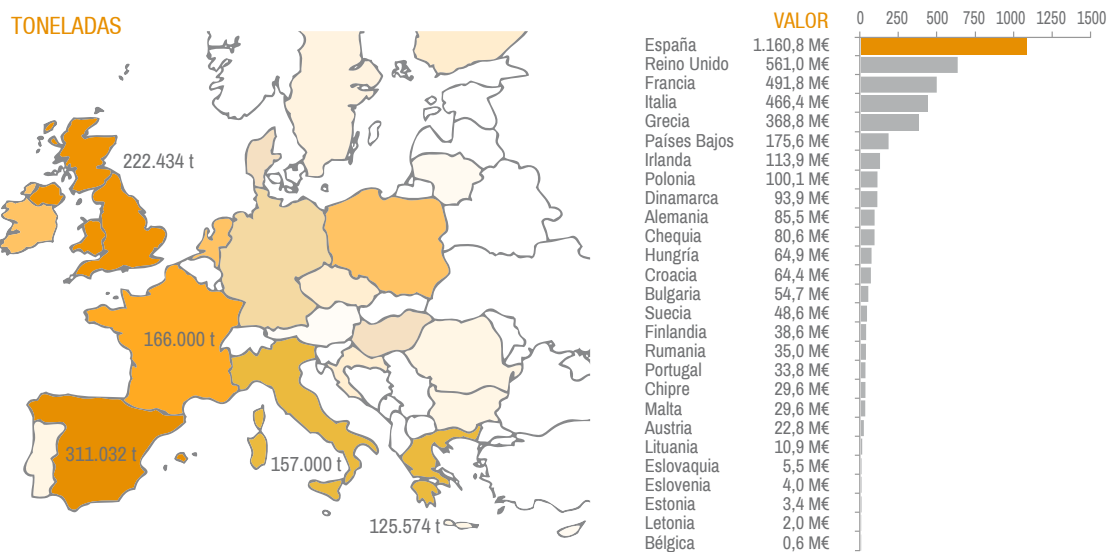 TONELADAS
222.434 t
166.000 t
311.032 t
157.000 t
125.574 t
VALOR 0 250 500 750 1000 1250 1500
España 1.160,8 M€
Reino Unido 561,0 M€
Francia 491,8 M€
Italia 466,4 M€
Grecia 368,8 M€
Países Bajos 175,6 M€
Irlanda 113,9 M€
Polonia 100,1 M€
Dinamarca 93,9 M€
Alemania 85,5 M€
Chequia 80,6 M€
Hungría 64,9 M€
Croacia 64,4 M€
Bulgaria 54,7 M€
Suecia 48,6 M€
Finlandia 38,6 M€
Rumania 35,0 M€
Portugal 33,8 M€
Chipre 29,6 M€
Malta 29,6 M€
Austria 22,8 M€
Lituania 10,9 M€
Eslovaquia 5,5 M€
Eslovenia 4,0 M€
Estonia 3,4 M€
Letonia 2,0 M€
Bélgica 0,6 M€